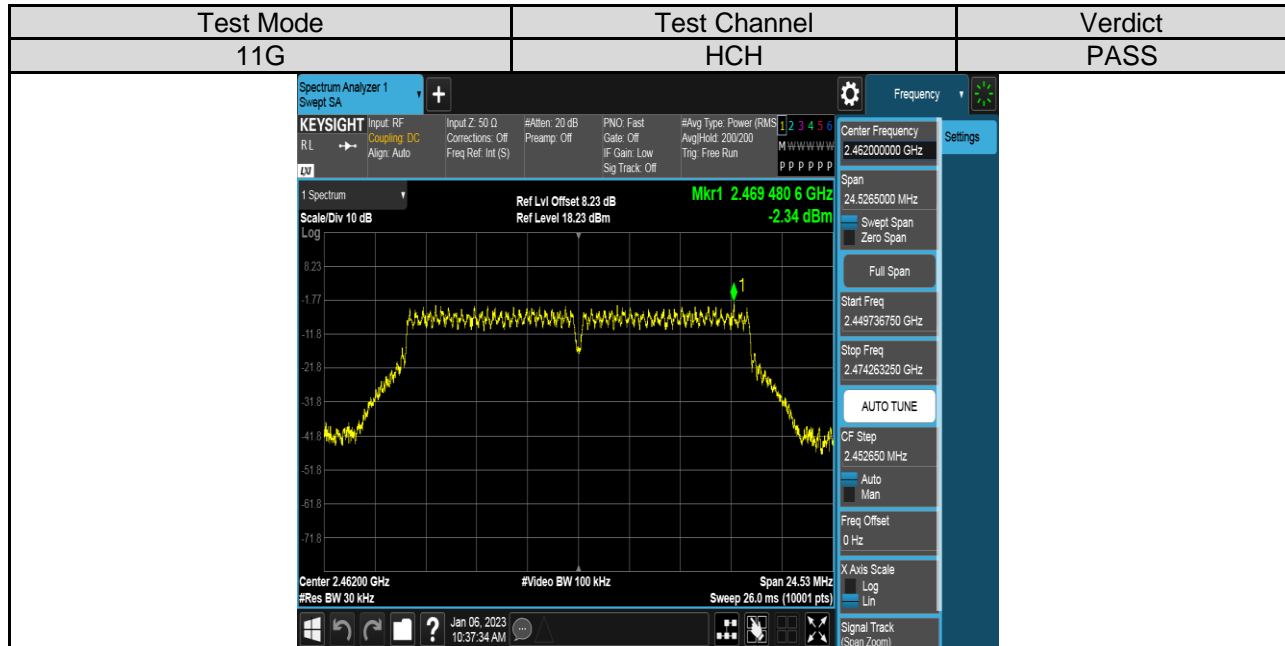 Test Mode Test Channel Verdict
11G HCH PASS
Spectrum Analyzer 1
Swept SA
+
Frequency
KEYSIGHT
RL
LXI
Input: RF
Coupling: DC
Align: Auto
Input Z: 50 Ω
Corrections: Off
Freq Ref: Int (S)
#Atten: 20 dB
Preamp: Off
PNO: Fast
Gate: Off
IF Gain: Low
Sig Track: Off
#Avg Type: Power (RMS
Avg|Hold: 200/200
Trig: Free Run
1 2 3 4 5 6
M W W W W W
P P P P P P
1 Spectrum
Scale/Div 10 dB
Log
Ref Lvl Offset 8.23 dB
Ref Level 18.23 dBm
Mkr1 2.469 480 6 GHz
-2.34 dBm
8.23
1
-1.77
-11.8
-21.8
-31.8
-41.8
-51.8
-61.8
-71.8
Center 2.46200 GHz
#Res BW 30 kHz
#Video BW 100 kHz
Span 24.53 MHz
Sweep 26.0 ms (10001 pts)
?
Jan 06, 2023
10:37:34 AM
Center Frequency
2.462000000 GHz
Settings
Span
24.5265000 MHz
Swept Span
Zero Span
Full Span
Start Freq
2.449736750 GHz
Stop Freq
2.474263250 GHz
AUTO TUNE
CF Step
2.452650 MHz
Auto
Man
Freq Offset
0 Hz
X Axis Scale
Log
Lin
Signal Track
(Span Zoom)